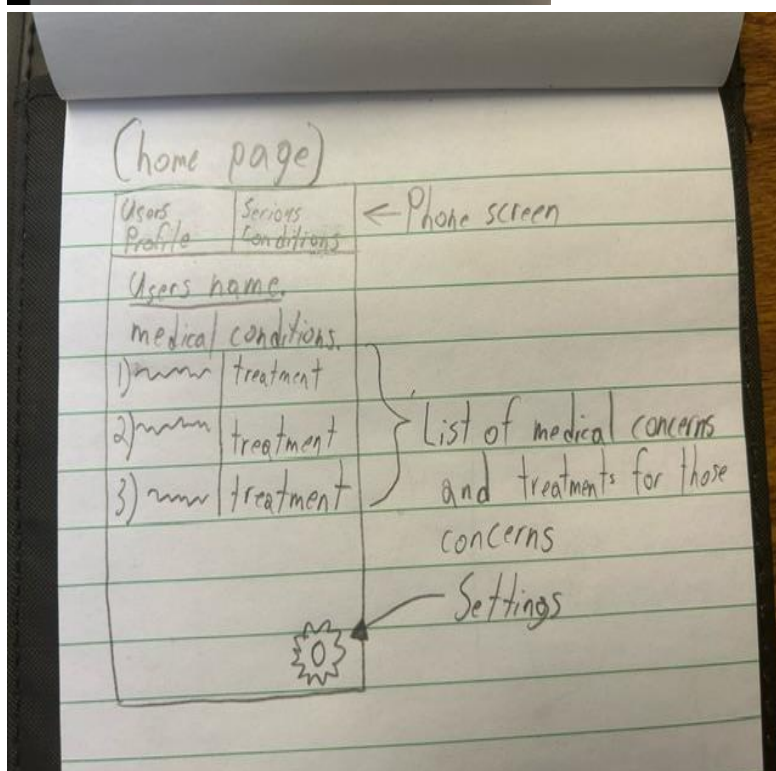 (home page)
Users Profile
Serious Conditions
← Phone screen
Users name.
medical conditions.
1) treatment
2) treatment
3) treatment
List of medical concerns
and treatments for those
concerns
Settings